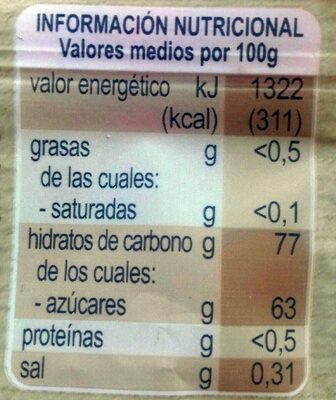 INFORMACIÓN NUTRICIONAL
Valores medios por 100g
valor energético kJ 1322
(kcal) (311)
grasas g <0,5
de las cuales:
- saturadas g <0,1
hidratos de carbono g 77
de los cuales:
- azúcares g 63
proteínas g <0,5
sal g 0,31